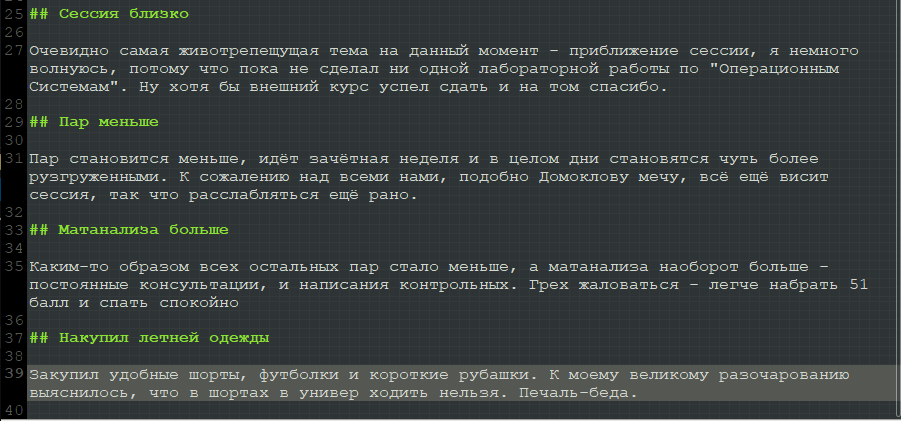 25 ## Сессия близко
26
27 Очевидно самая животрепещущая тема на данный момент - приближение сессии, я немного
волнуюсь, потому что пока не сделал ни одной лабораторной работы по "Операционным
Системам". Ну хотя бы внешний курс успел сдать и на том спасибо.
28
29 ## Пар меньше
30
31 Пар становится меньше, идёт зачётная неделя и в целом дни становятся чуть более
рузгруженными. К сожалению над всеми нами, подобно Домоклову мечу, всё ещё висит
сессия, так что расслабляться ещё рано.
32
33 ## Матанализа больше
34
35 Каким-то образом всех остальных пар стало меньше, а матанализа наоборот больше -
постоянные консультации, и написания контрольных. Грех жаловаться - легче набрать 51
балл и спать спокойно
36
37 ## Накупил летней одежды
38
39 Закупил удобные шорты, футболки и короткие рубашки. К моему великому разочарованию
выяснилось, что в шортах в универ ходить нельзя. Печаль-беда.
40